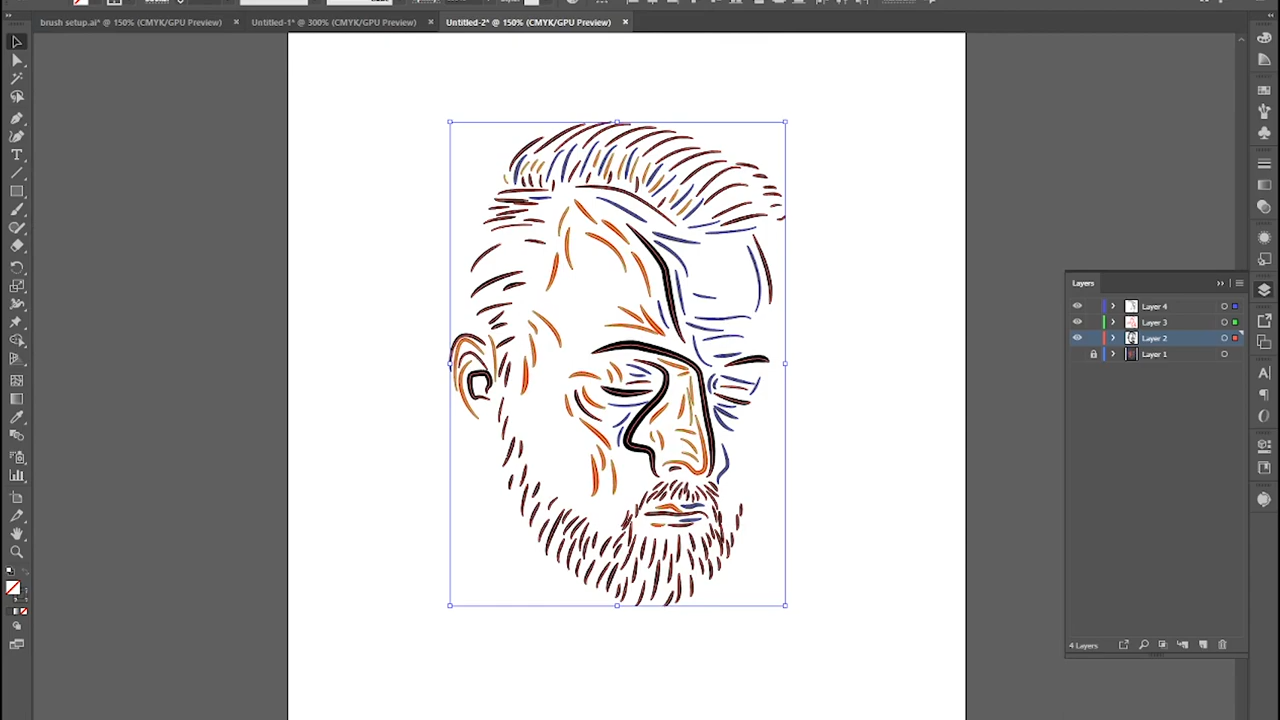 brush setup.ai* @ 150% (CMYK/GPU Preview) Untitled-1* @ 300% (CMYK/GPU Preview) Untitled-2* @ 150% (CMYK/GPU Preview)
Layers
Layer 4
Layer 3
Layer 2
Layer 1
4 Layers